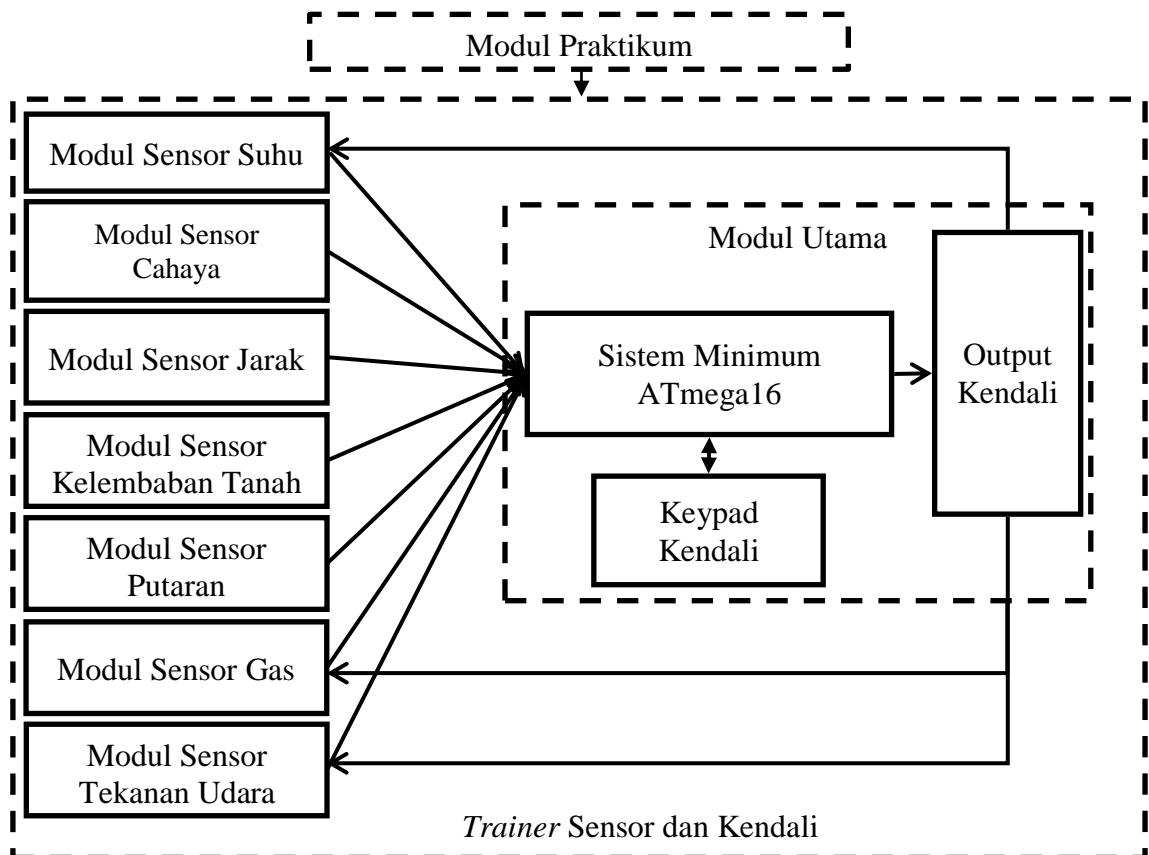 Modul Praktikum
Modul Sensor Suhu
Modul Sensor
Cahaya
Modul Sensor Jarak
Modul Sensor
Kelembaban Tanah
Modul Sensor
Putaran
Modul Sensor Gas
Modul Sensor
Tekanan Udara
Modul Utama
Sistem Minimum
ATmega16
Keypad
Kendali
Output
Kendali
Trainer Sensor dan Kendali